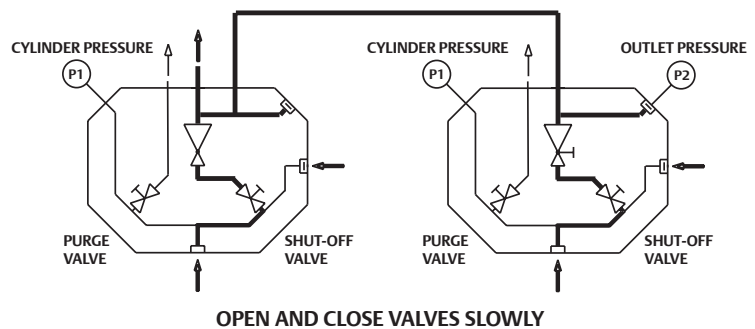 CYLINDER PRESSURE
P1
CYLINDER PRESSURE
P1
OUTLET PRESSURE
P2
PURGE
VALVE
SHUT-OFF
VALVE
PURGE
VALVE
SHUT-OFF
VALVE
OPEN AND CLOSE VALVES SLOWLY